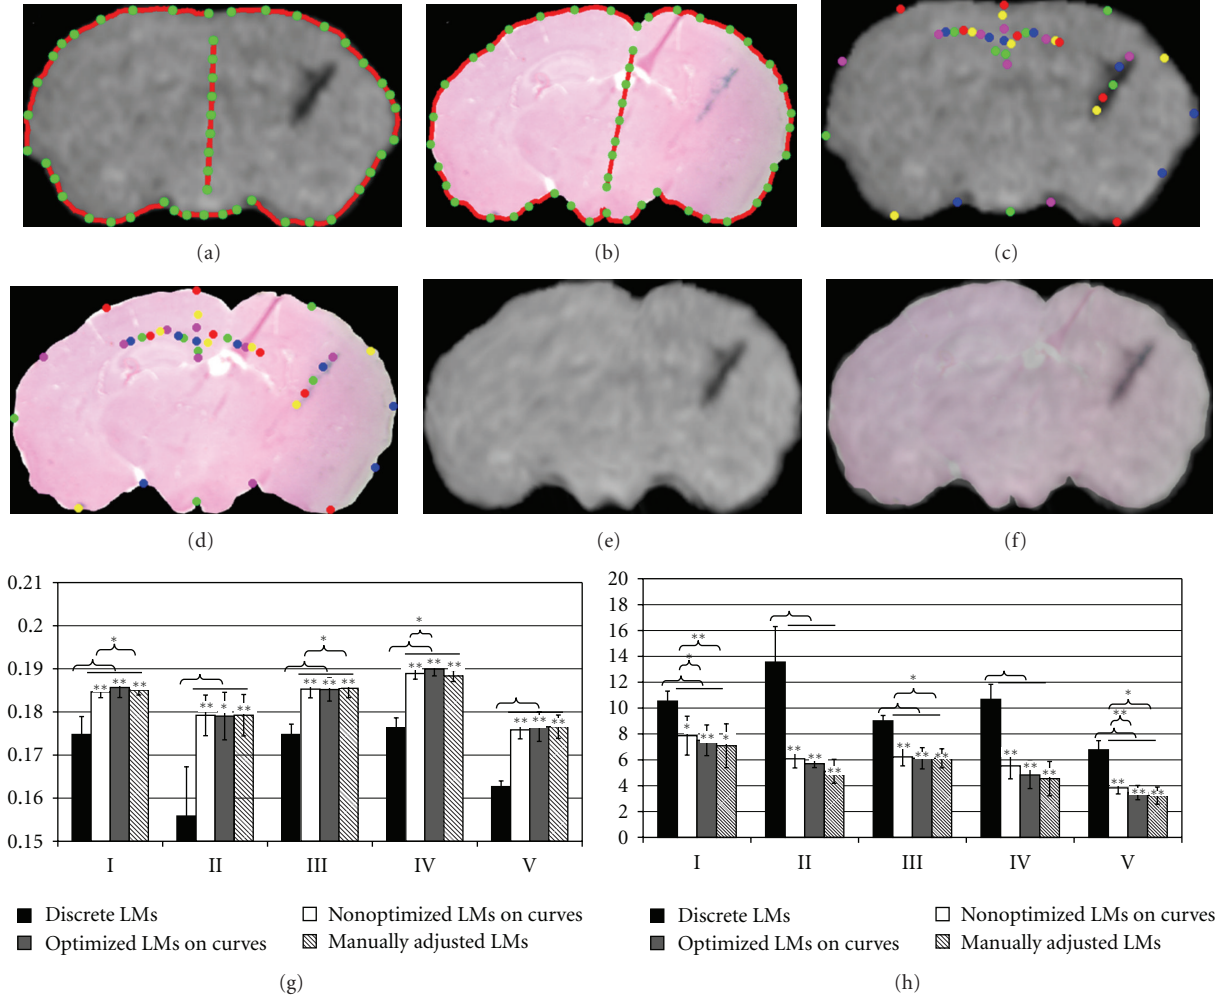 (a)
(b)
(c)
(d)
(e)
(f)
0.21
0.2
0.19
0.18
0.17
0.16
0.15
*
*
*
** ** **
** * **
** ** **
** ** **
** ** **
I II III IV V
Discrete LMs
Nonoptimized LMs on curves
Optimized LMs on curves
Manually adjusted LMs
(g)
20
18
16
14
12
10
8
6
4
2
0
**
*
*
*
**
* ** *
** ** **
** ** **
** ** **
** ** **
I II III IV V
Discrete LMs
Nonoptimized LMs on curves
Optimized LMs on curves
Manually adjusted LMs
(h)